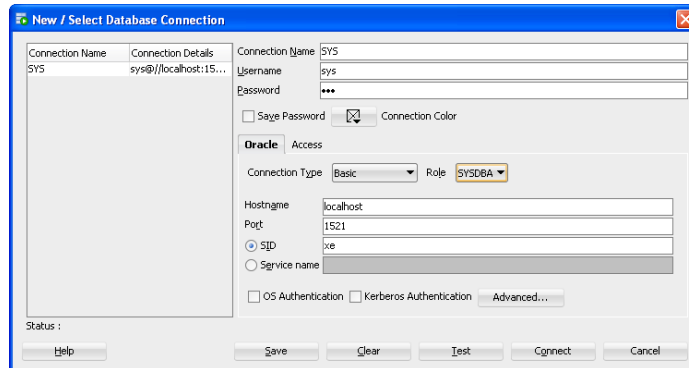 New / Select Database Connection
Connection Name Connection Details
SYS sys@//localhost:15...
Connection Name SYS
Username sys
Password •••
Save Password Connection Color
Oracle Access
Connection Type Basic Role SYSDBA
Hostname localhost
Port 1521
SID xe
Service name
OS Authentication Kerberos Authentication Advanced...
Status :
Help Save Clear Test Connect Cancel